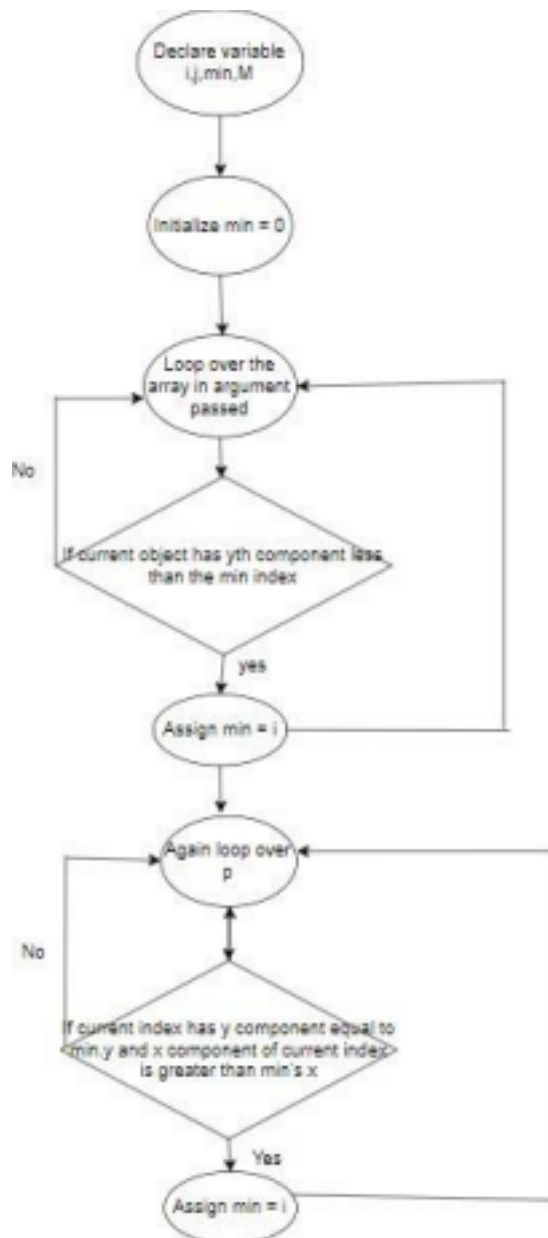 Declare variable
i,j,min,M
Initialize min = 0
Loop over the
array in argument
passed
No
If current object has yth component less
than the min index
yes
Assign min = i
Again loop over
p
No
If current index has y component equal to
min.y and x component of current index
is greater than min's x
Yes
Assign min = i